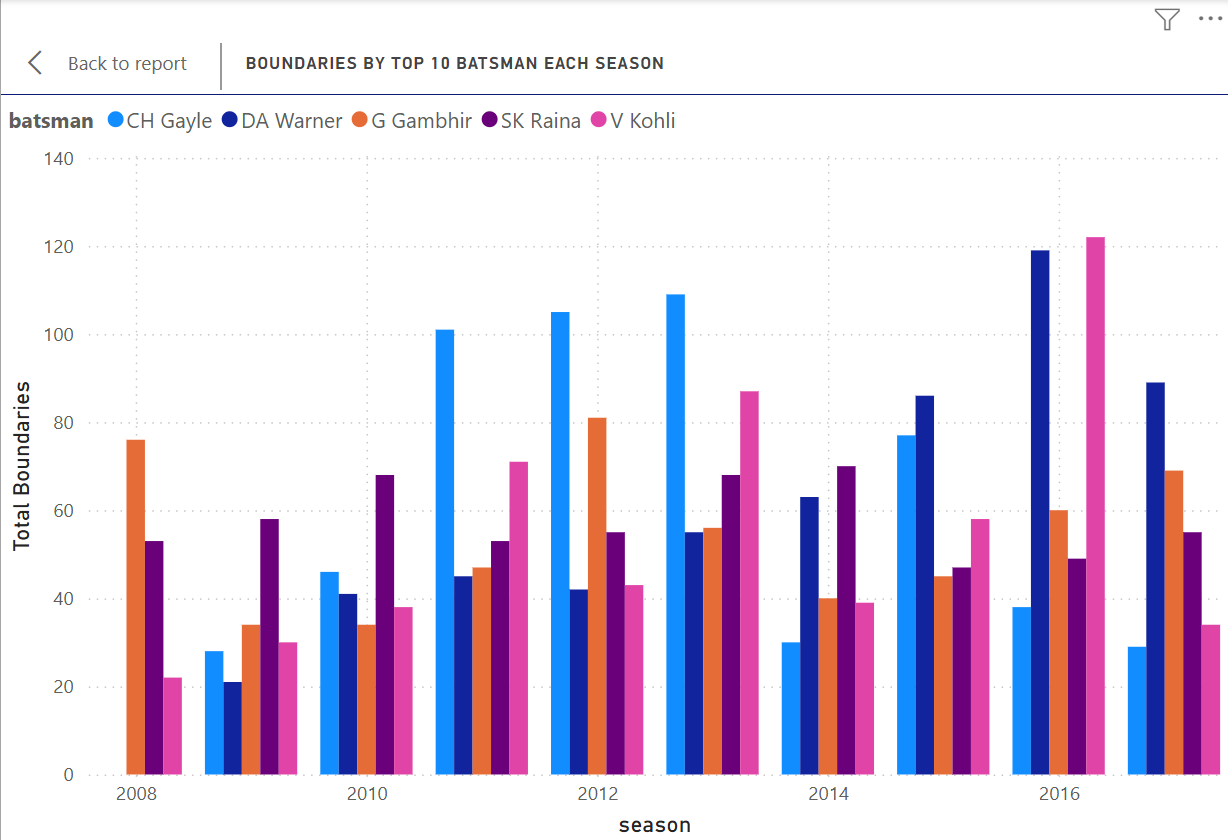 Back to report BOUNDARIES BY TOP 10 BATSMAN EACH SEASON
batsman CH Gayle DA Warner G Gambhir SK Raina V Kohli
140
120
100
80
60
40
20
0
Total Boundaries
2008 2010 2012 2014 2016
season